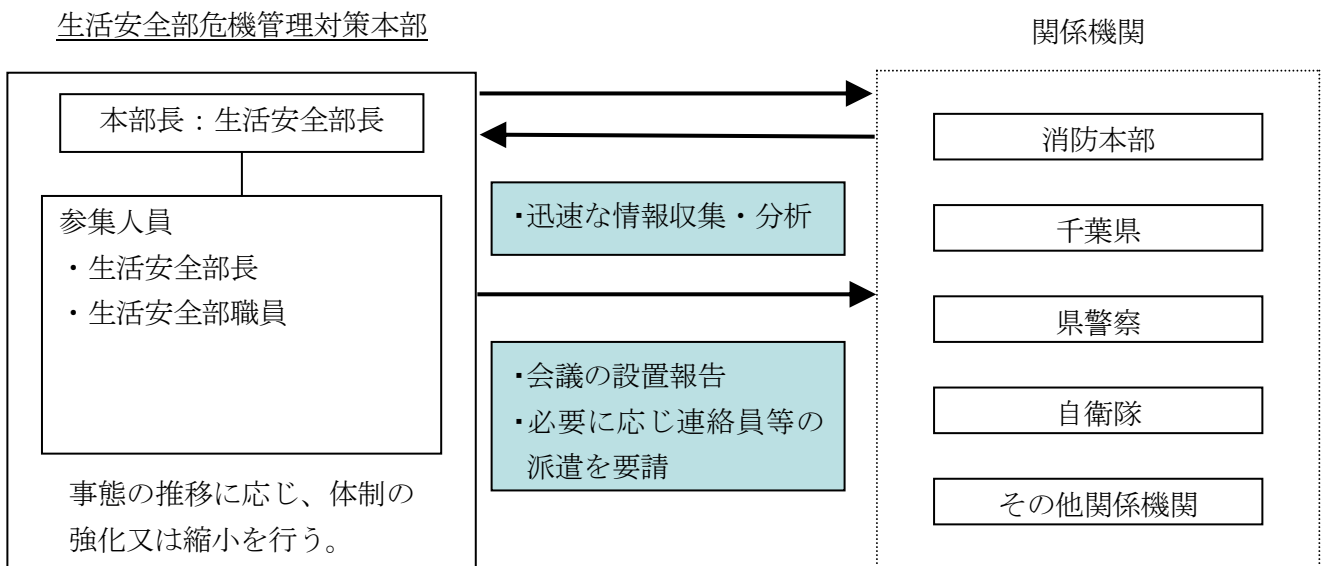 生活安全部危機管理対策本部
本部長：生活安全部長
参集人員
・生活安全部長
・生活安全部職員
事態の推移に応じ、体制の
強化又は縮小を行う。
・迅速な情報収集・分析
・会議の設置報告
・必要に応じ連絡員等の
派遣を要請
関係機関
消防本部
千葉県
県警察
自衛隊
その他関係機関